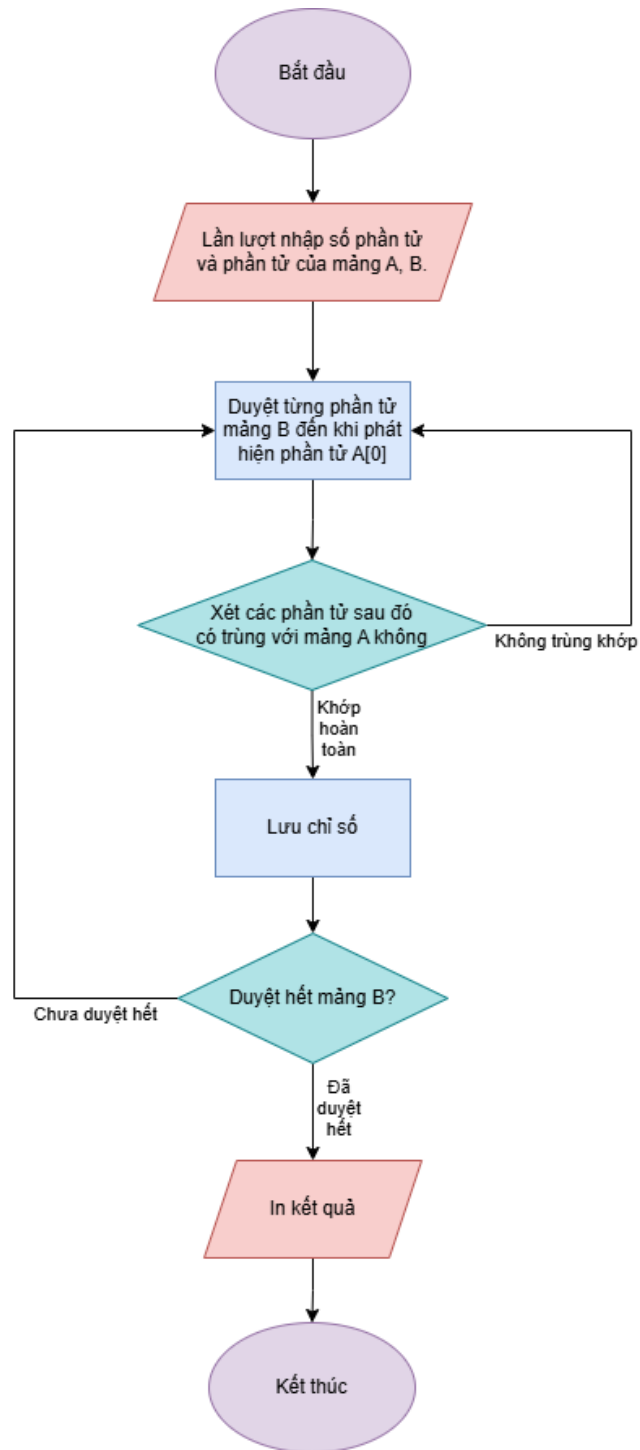 Bắt đầu
Lần lượt nhập số phần tử
và phần tử của mảng A, B.
Duyệt từng phần tử
mảng B đến khi phát
hiện phần tử A[0]
Xét các phần tử sau đó
có trùng với mảng A không
Không trùng khớp
Khớp
hoàn
toàn
Lưu chỉ số
Duyệt hết mảng B?
Chưa duyệt hết
Đã
duyệt
hết
In kết quả
Kết thúc